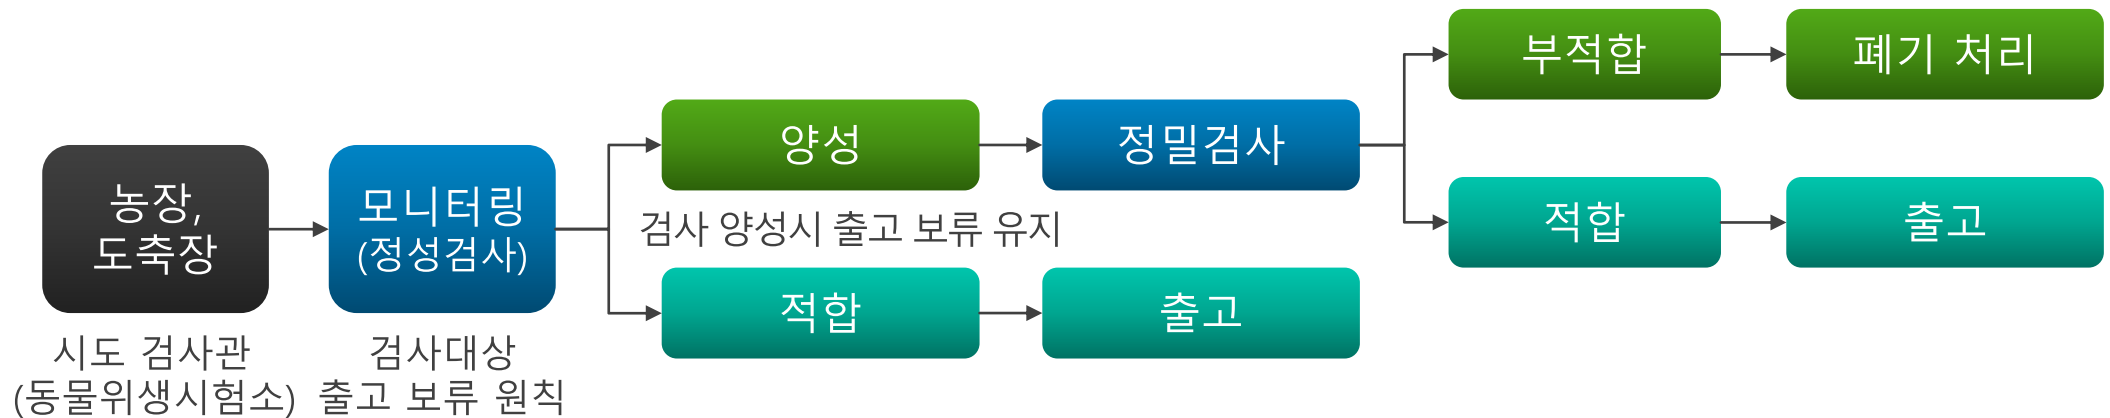 농장,
도축장
시도 검사관
(동물위생시험소)
모니터링
(정성검사)
검사대상
출고 보류 원칙
양성
검사 양성시 출고 보류 유지
적합
정밀검사
출고
부적합
폐기 처리
적합
출고